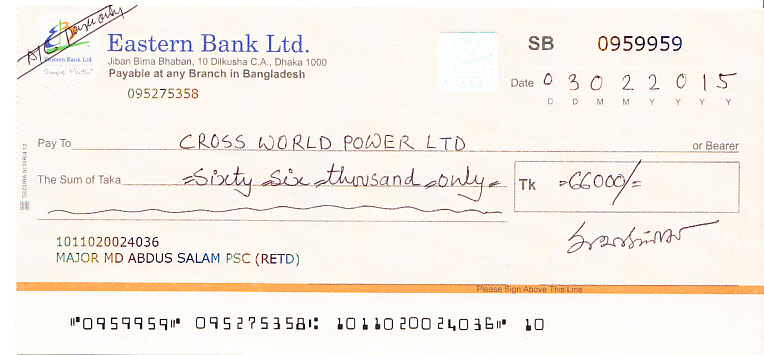 A/C Payee only
Eastern Bank Ltd.
Simple Math
Eastern Bank Ltd.
Jiban Bima Bhaban, 10 Dilkusha C.A., Dhaka 1000
Payable at any Branch in Bangladesh
095275358
SB 0959959
Date 0 3 0 2 2 0 1 5
D D M M Y Y Y Y
Pay To CROSS WORLD POWER LTD or Bearer
The Sum of Taka =Sixty =Six =thousand =only=
Tk =66000/=
1011020024036
MAJOR MD ABDUS SALAM PSC (RETD)
Please Sign Above This Line
⑈0959959⑈ 095275358⑆ 1011020024036⑈ 10